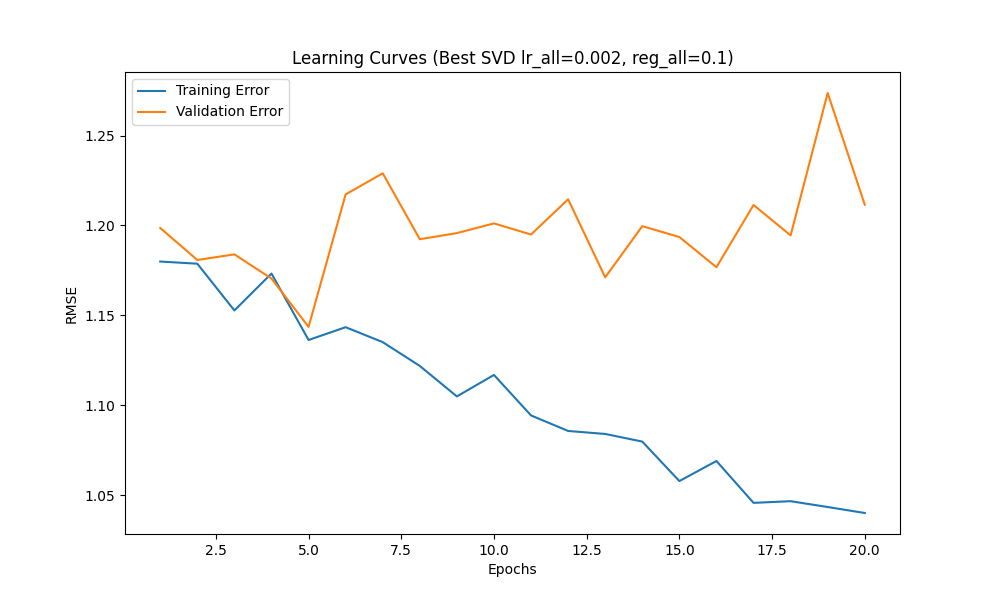 Learning Curves (Best SVD lr_all=0.002, reg_all=0.1)
Training Error
Validation Error
1.25
1.20
1.15
1.10
1.05
RMSE
2.5 5.0 7.5 10.0 12.5 15.0 17.5 20.0
Epochs